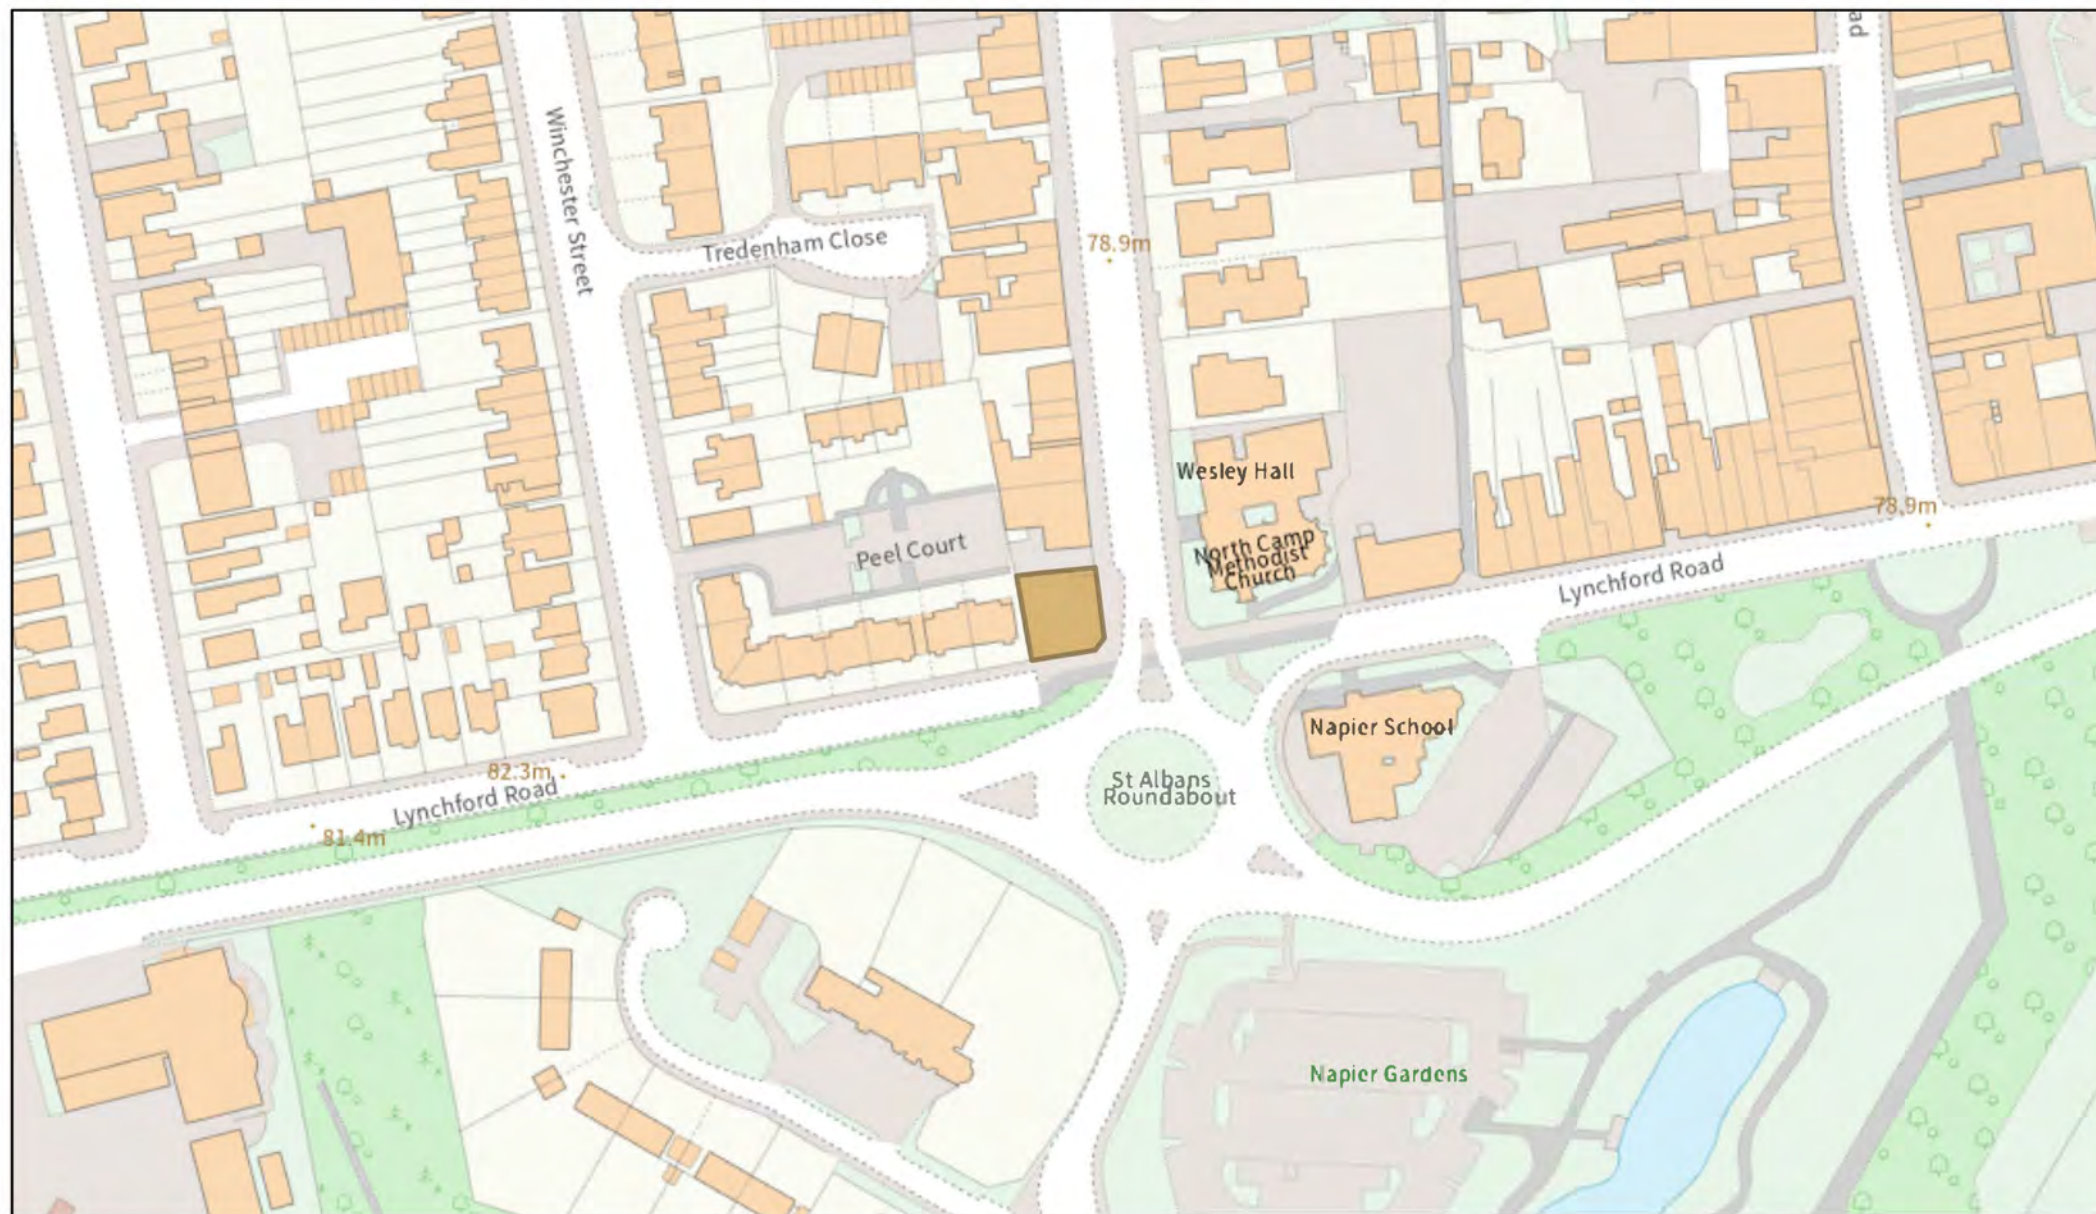 Winchester Street
Tredenham Close
78.9m
Wesley Hall
North Camp
Methodist
Church
78.9m
Peel Court
Lynchford Road
Napier School
St Albans
Roundabout
82.3m
Lynchford Road
81.4m
Napier Gardens